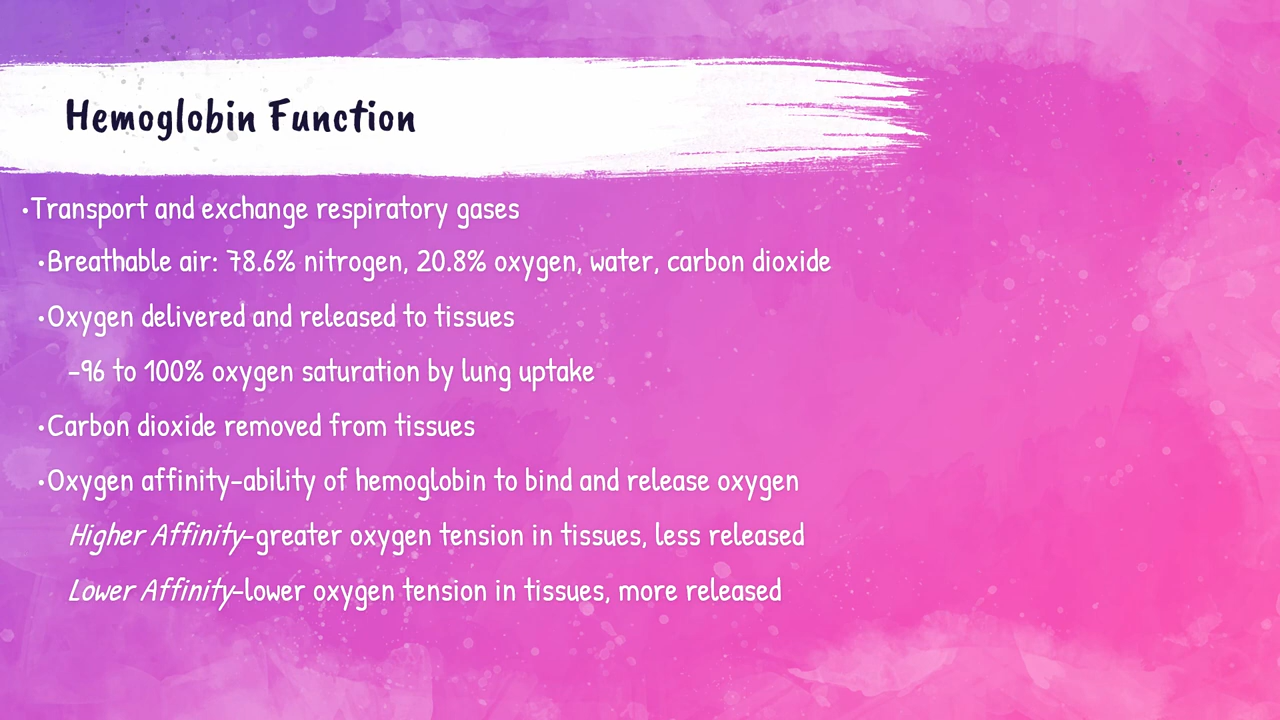 Hemoglobin Function
•Transport and exchange respiratory gases
•Breathable air: 78.6% nitrogen, 20.8% oxygen, water, carbon dioxide
•Oxygen delivered and released to tissues
–96 to 100% oxygen saturation by lung uptake
•Carbon dioxide removed from tissues
•Oxygen affinity–ability of hemoglobin to bind and release oxygen
Higher Affinity–greater oxygen tension in tissues, less released
Lower Affinity–lower oxygen tension in tissues, more released